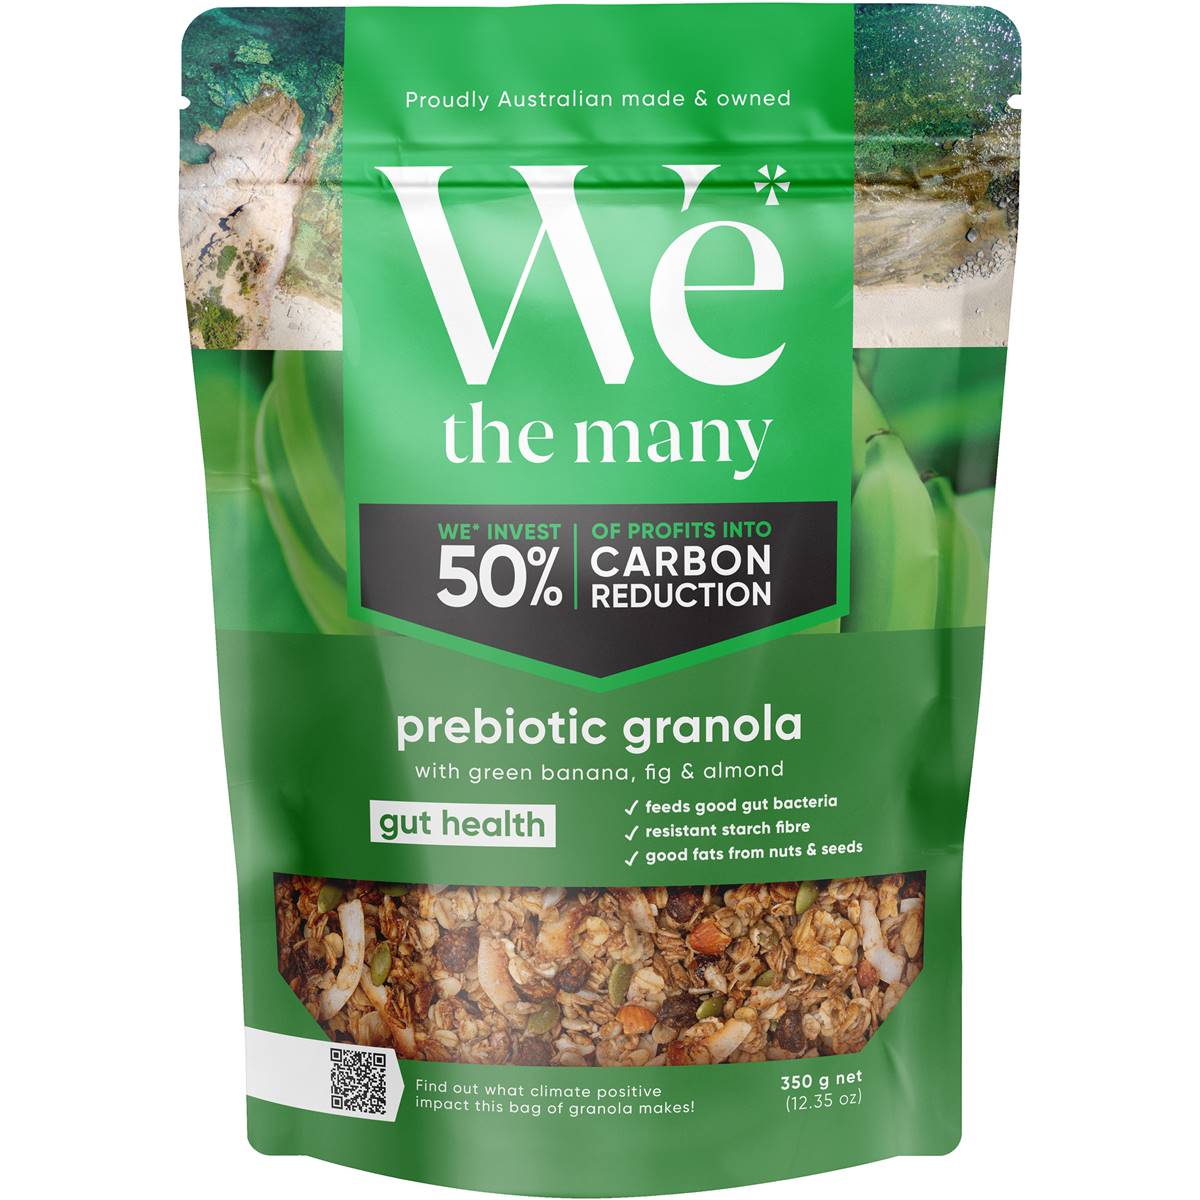 Proudly Australian made & owned
We*
the many
WE* INVEST
50%
OF PROFITS INTO
CARBON
REDUCTION
prebiotic granola
with green banana, fig & almond
gut health
✓ feeds good gut bacteria
✓ resistant starch fibre
✓ good fats from nuts & seeds
Find out what climate positive
impact this bag of granola makes!
350 g net
(12.35 oz)